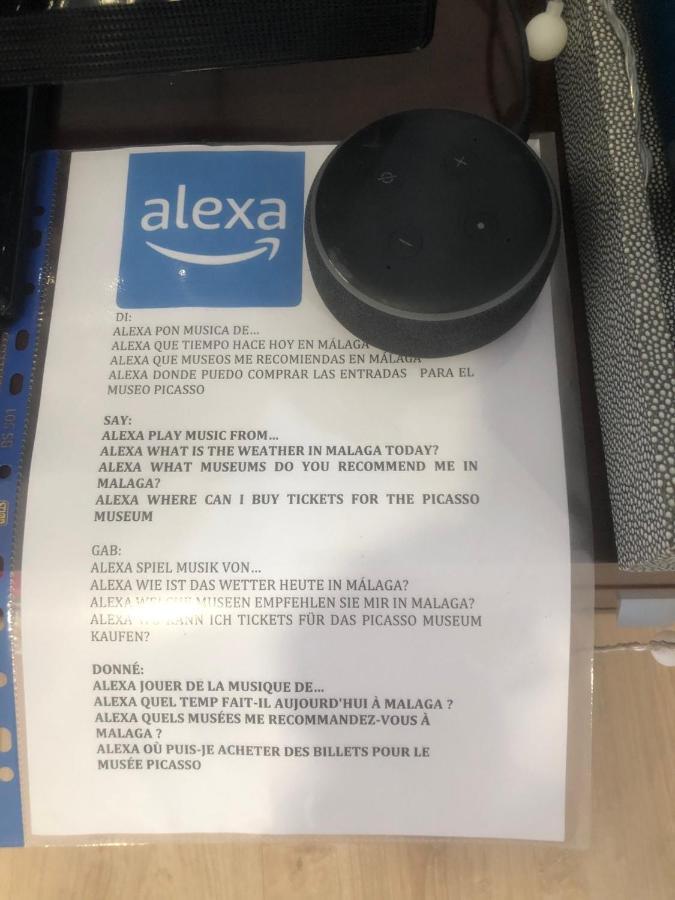 alexa
DI:
ALEXA PON MUSICA DE...
ALEXA QUE TIEMPO HACE HOY EN MÁLAGA
ALEXA QUE MUSEOS ME RECOMIENDAS EN MÁLAGA
ALEXA DONDE PUEDO COMPRAR LAS ENTRADAS PARA EL
MUSEO PICASSO
SAY:
ALEXA PLAY MUSIC FROM...
ALEXA WHAT IS THE WEATHER IN MALAGA TODAY?
ALEXA WHAT MUSEUMS DO YOU RECOMMEND ME IN
MALAGA?
ALEXA WHERE CAN I BUY TICKETS FOR THE PICASSO
MUSEUM
GAB:
ALEXA SPIEL MUSIK VON...
ALEXA WIE IST DAS WETTER HEUTE IN MÁLAGA?
ALEXA WELCHE MUSEEN EMPFEHLEN SIE MIR IN MALAGA?
ALEXA WO KANN ICH TICKETS FÜR DAS PICASSO MUSEUM
KAUFEN?
DONNÉ:
ALEXA JOUER DE LA MUSIQUE DE...
ALEXA QUEL TEMP FAIT-IL AUJOURD'HUI À MALAGA ?
ALEXA QUELS MUSÉES ME RECOMMANDEZ-VOUS À
MALAGA ?
ALEXA OÙ PUIS-JE ACHETER DES BILLETS POUR LE
MUSÉE PICASSO